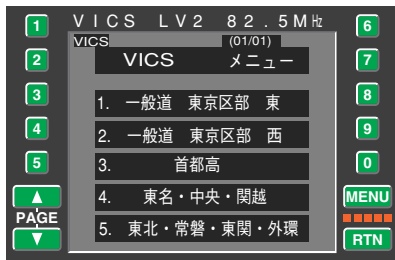 VICS LV2 82.5MHz
VICS (01/01)
VICS メニュー
1. 一般道 東京区部 東
2. 一般道 東京区部 西
3. 首都高
4. 東名・中央・関越
5. 東北・常磐・東関・外環
1
2
3
4
5
▲
PAGE
▼
6
7
8
9
0
MENU
RTN